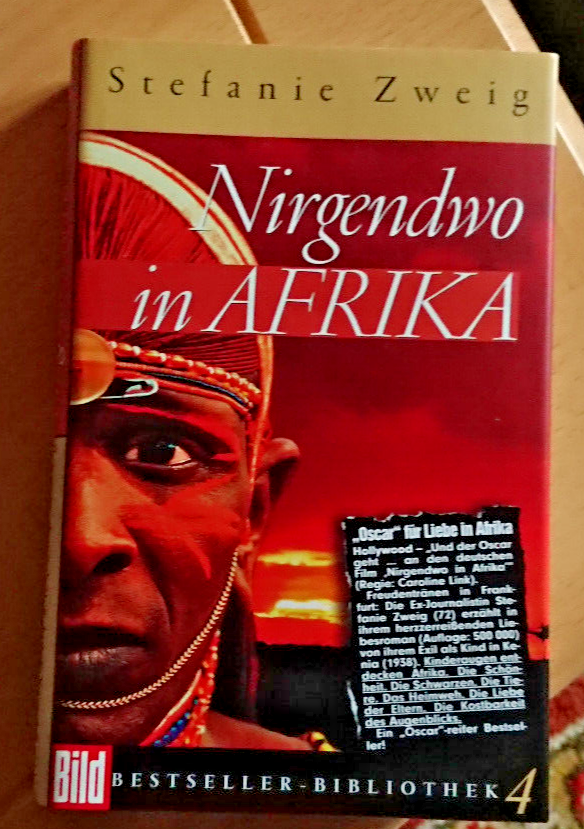 Stefanie Zweig
Nirgendwo
in AFRIKA
„Oscar“ für Liebe in Afrika
Hollywood – „Und der Oscar
geht ... an den deutschen
Film „Nirgendwo in Afrika“
(Regie: Caroline Link).
Freudentränen in Frank-
furt: Die Ex-Journalistin Ste-
fanie Zweig (72) erzählt in
ihrem herzzerreißenden Lie-
besroman (Auflage: 500 000)
von ihrem Exil als Kind in Ke-
nia (1938). Kinderaugen ent-
decken Afrika. Die Schön-
heit. Die Schwarzen. Die Tie-
re. Das Heimweh. Die Liebe
der Eltern. Die Kostbarkeit
des Augenblicks.
Ein „Oscar“-reifer Bestsel-
ler!
Bild BESTSELLER-BIBLIOTHEK 4